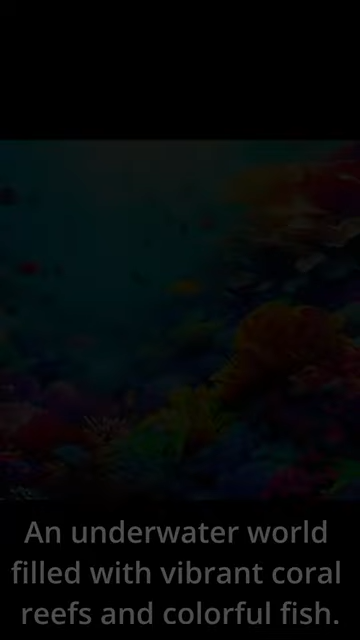 An underwater world
filled with vibrant coral
reefs and colorful fish.